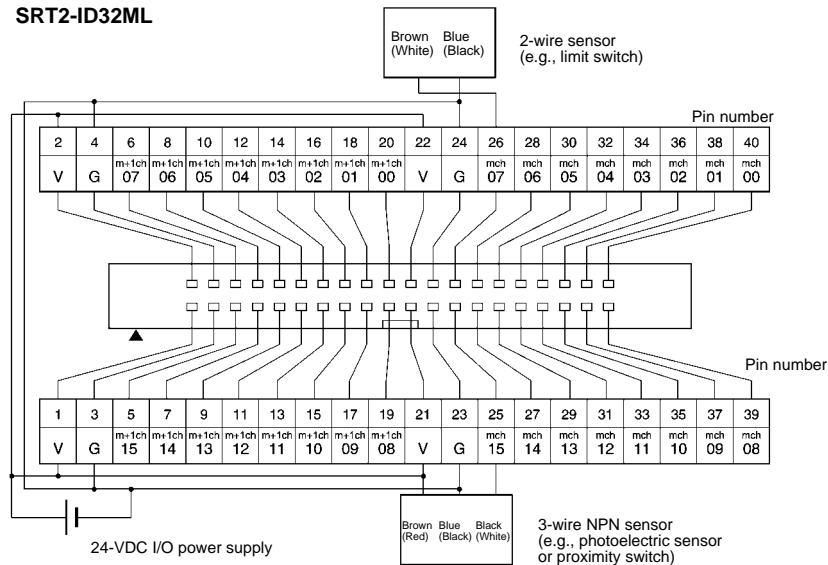 SRT2-ID32ML
Brown Blue
(White) (Black)
2-wire sensor
(e.g., limit switch)
Pin number
2 4 6 8 10 12 14 16 18 20 22 24 26 28 30 32 34 36 38 40
m+1ch m+1ch m+1ch m+1ch m+1ch m+1ch m+1ch m+1ch mch mch mch mch mch mch mch mch
V G 07 06 05 04 03 02 01 00 V G 07 06 05 04 03 02 01 00
Pin number
1 3 5 7 9 11 13 15 17 19 21 23 25 27 29 31 33 35 37 39
m+1ch m+1ch m+1ch m+1ch m+1ch m+1ch m+1ch m+1ch mch mch mch mch mch mch mch mch
V G 15 14 13 12 11 10 09 08 V G 15 14 13 12 11 10 09 08
Brown Blue Black
(Red) (Black) (White)
3-wire NPN sensor
(e.g., photoelectric sensor
or proximity switch)
24-VDC I/O power supply